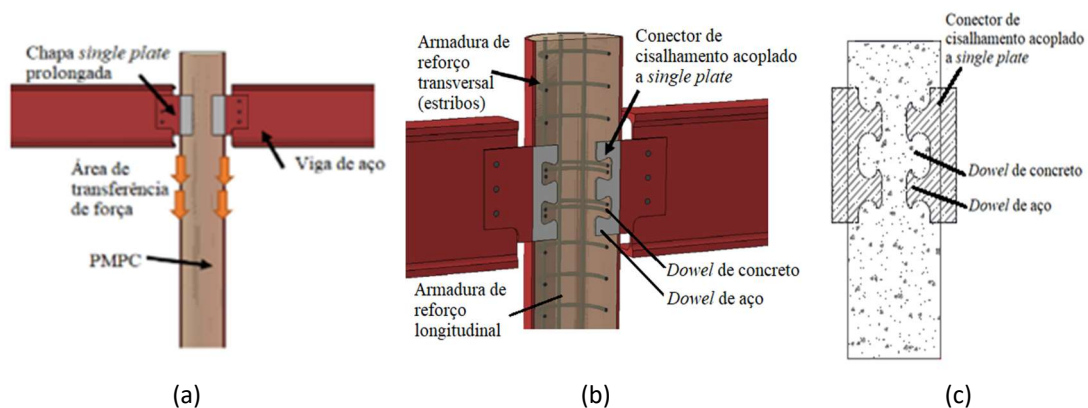 Chapa single plate
prolongada
Viga de aço
Área de
transferência
de força
PMPC
(a)
Armadura de
reforço
transversal
(estribos)
Conector de
cisalhamento acoplado
a single plate
Dowel de concreto
Dowel de aço
Armadura de
reforço
longitudinal
(b)
Conector de
cisalhamento acoplado
a single plate
Dowel de concreto
Dowel de aço
(c)